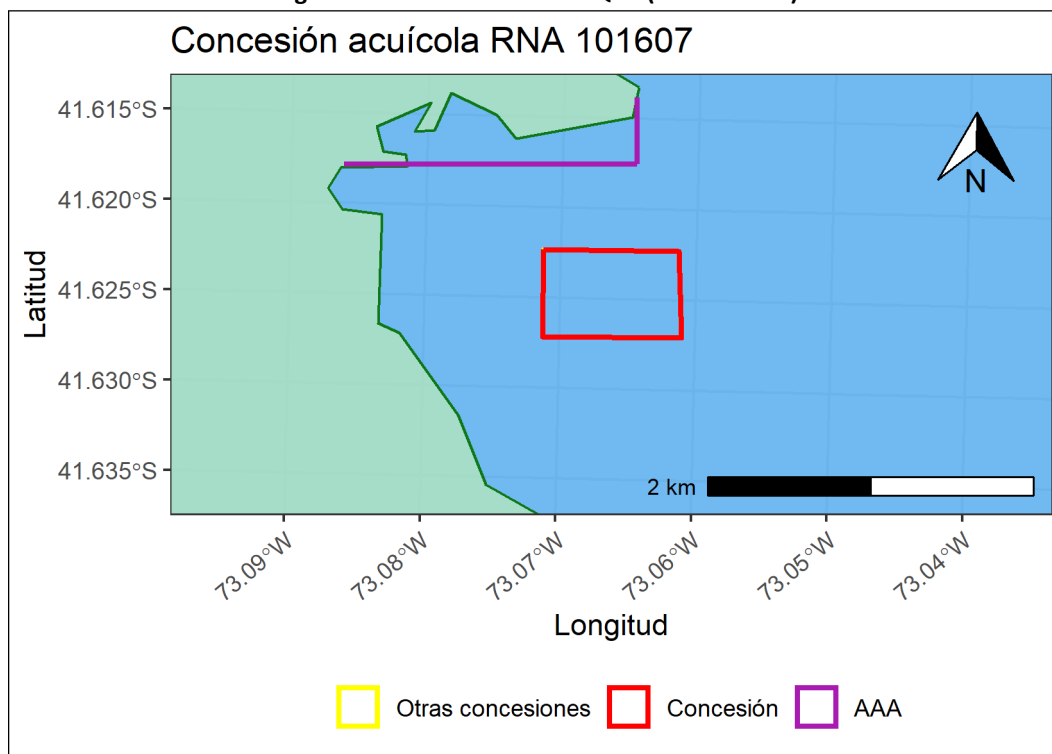 Concesión acuícola RNA 101607
41.615°S
41.620°S
41.625°S
41.630°S
41.635°S
Latitud
N
2 km
73.09°W
73.08°W
73.07°W
73.06°W
73.05°W
73.04°W
Longitud
Otras concesiones
Concesión
AAA